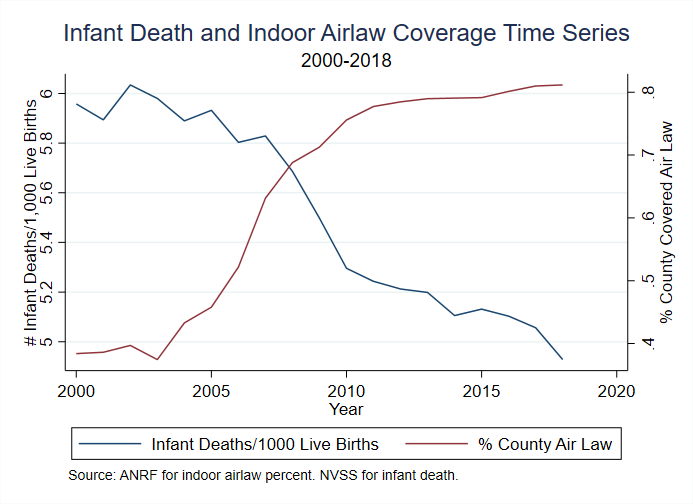 Infant Death and Indoor Airlaw Coverage Time Series
2000-2018
# Infant Deaths/1,000 Live Births
6
5.8
5.6
5.4
5.2
5
.8
.7
.6
.5
.4
% County Covered Air Law
2000 2005 2010 2015 2020
Year
Infant Deaths/1000 Live Births % County Air Law
Source: ANRF for indoor airlaw percent. NVSS for infant death.